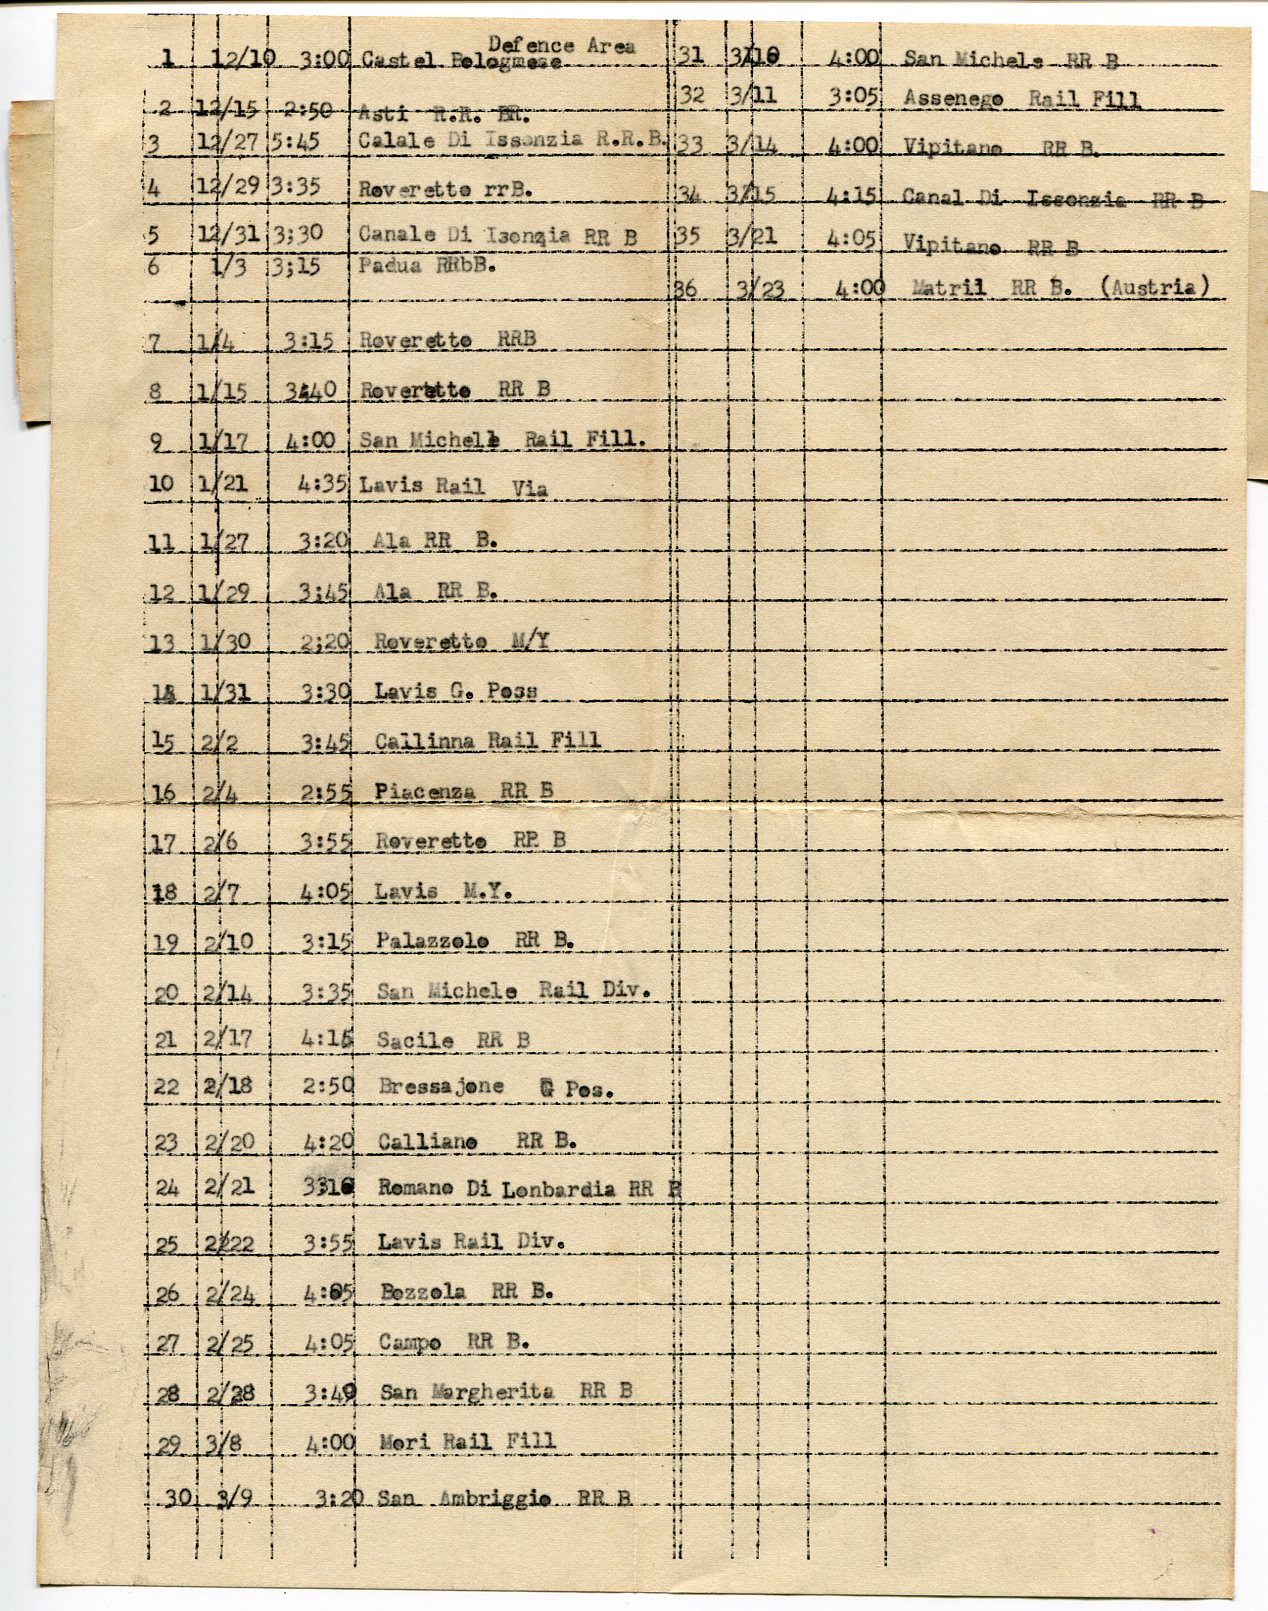 Defence Area
1 12/10 3:00 Castel Bologmese
2 12/15 2:50 Asti R.R. BR.
3 12/27 5:45 Calale Di Issonzia R.R.B.
4 12/29 3:35 Roveretto rrB.
5 12/31 3;30 Canale Di Isonzia RR B
6 1/3 3;15 Padua RRbB.
7 1/4 3:15 Roveretto RRB
8 1/15 3:40 Roveretto RR B
9 1/17 4:00 San Michele Rail Fill.
10 1/21 4:35 Lavis Rail Via
11 1/27 3:20 Ala RR B.
12 1/29 3;45 Ala RR B.
13 1/30 2;20 Roveretto M/Y
14 1/31 3:30 Lavis G. Poss
15 2/2 3:45 Callinna Rail Fill
16 2/4 2:55 Piacenza RR B
17 2/6 3:55 Roveretto RR B
18 2/7 4:05 Lavis M.Y.
19 2/10 3:15 Palazzolo RR B.
20 2/14 3:35 San Michele Rail Div.
21 2/17 4:15 Sacile RR B
22 2/18 2:50 Bressajone G Pos.
23 2/20 4:20 Calliano RR B.
24 2/21 Romano Di Lonbardia RR B
25 2/22 3:55 Lavis Rail Div.
26 2/24 4:05 Bozzola RR B.
27 2/25 4:05 Campo RR B.
28 2/28 3:40 San Margherita RR B
29 3/8 4:00 Mori Rail Fill
30 3/9 3:20 San Ambriggio RR B
31 3/10 4:00 San Michele RR B
32 3/11 3:05 Assenego Rail Fill
33 3/14 4:00 Vipitano RR B.
34 3/15 4:15 Canal Di Issonzia RR B
35 3/21 4:05 Vipitano RR B
36 3/23 4:00 Matril RR B. (Austria)